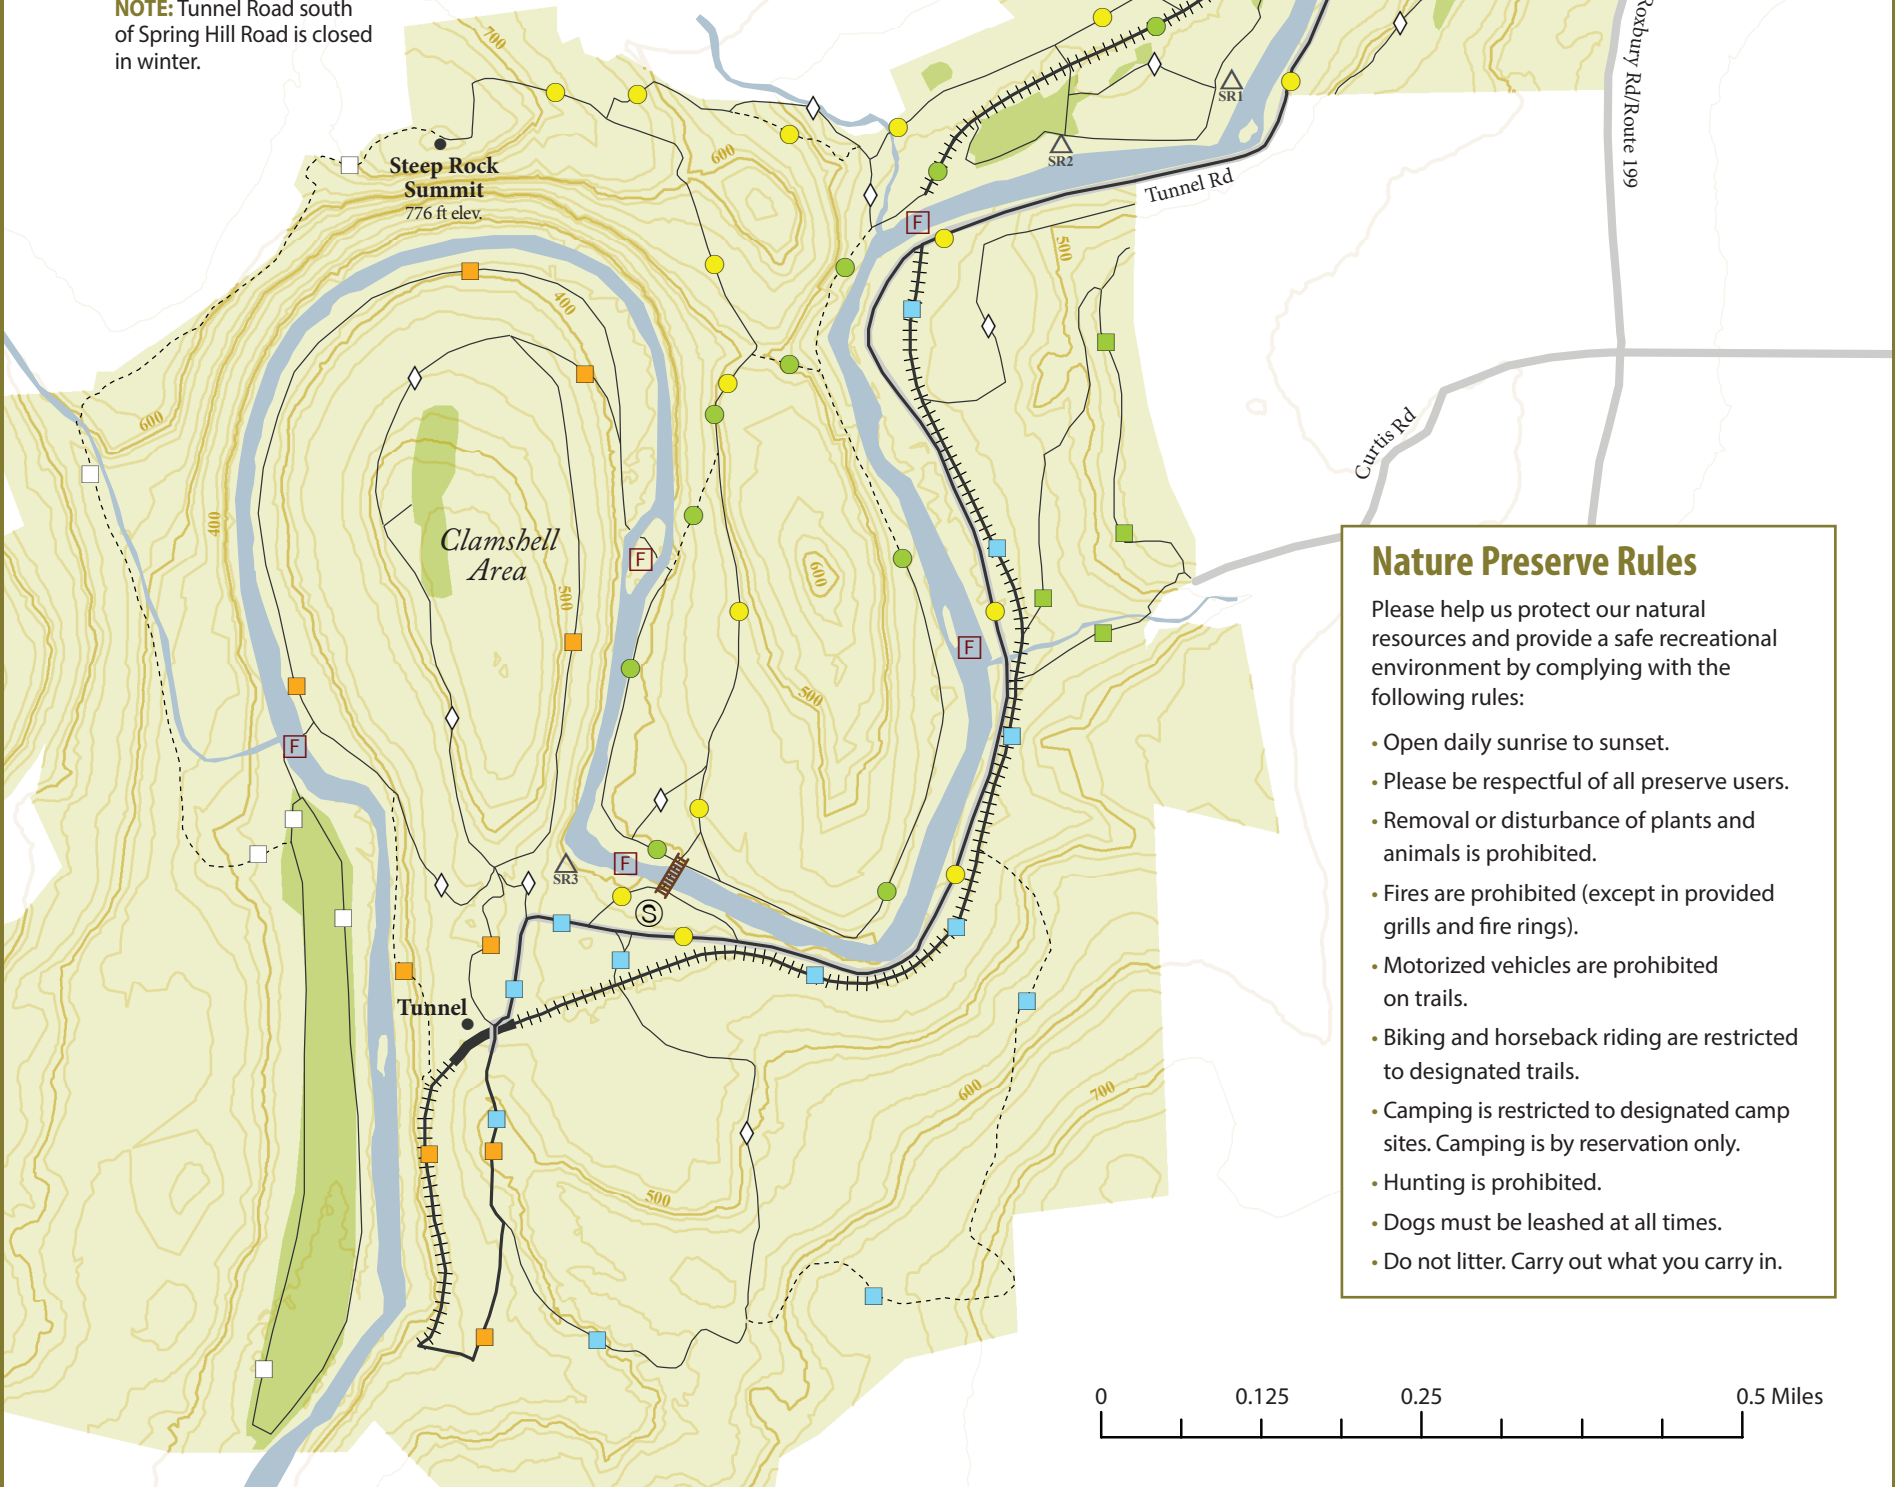 NOTE: Tunnel Road south
of Spring Hill Road is closed
in winter.
700
Steep Rock
Summit
776 ft elev.
600
SR1
SR2
Tunnel Rd
Roxbury Rd/Route 199
F
500
400
600
400
Clamshell
Area
500
F
600
500
F
F
Curtis Rd
SR3
F
S
Tunnel
600
700
500
Nature Preserve Rules
Please help us protect our natural
resources and provide a safe recreational
environment by complying with the
following rules:
• Open daily sunrise to sunset.
• Please be respectful of all preserve users.
• Removal or disturbance of plants and
animals is prohibited.
• Fires are prohibited (except in provided
grills and fire rings).
• Motorized vehicles are prohibited
on trails.
• Biking and horseback riding are restricted
to designated trails.
• Camping is restricted to designated camp
sites. Camping is by reservation only.
• Hunting is prohibited.
• Dogs must be leashed at all times.
• Do not litter. Carry out what you carry in.
0 0.125 0.25 0.5 Miles